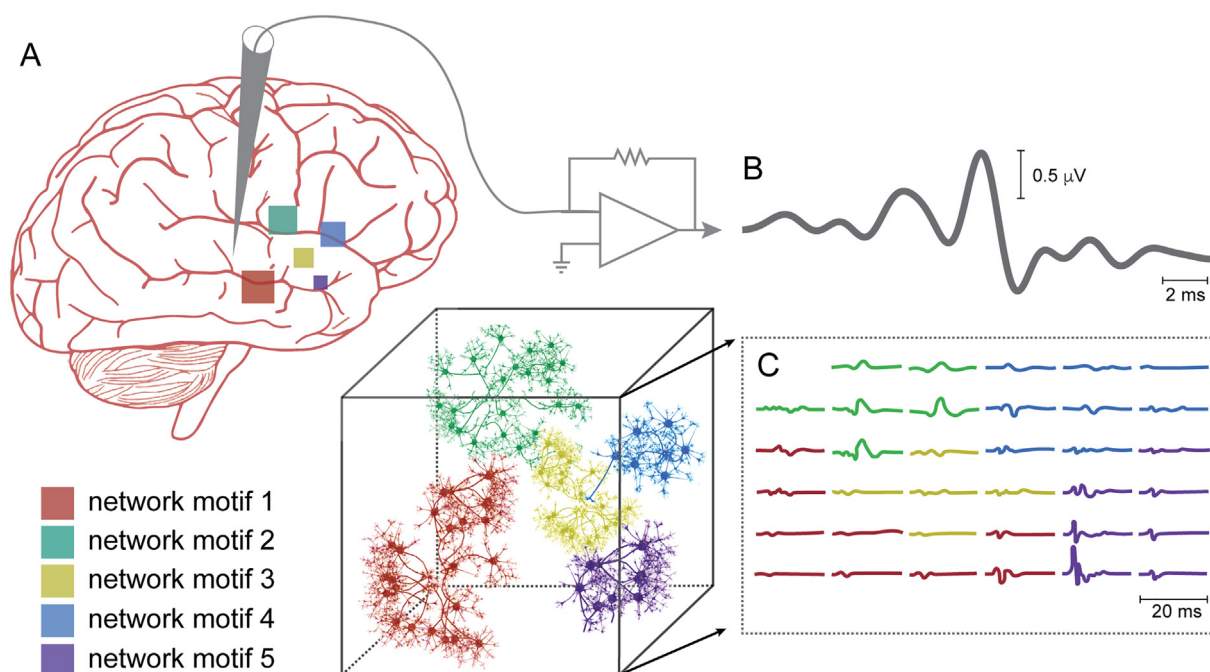 A
B
0.5 μV
2 ms
C
20 ms
network motif 1
network motif 2
network motif 3
network motif 4
network motif 5